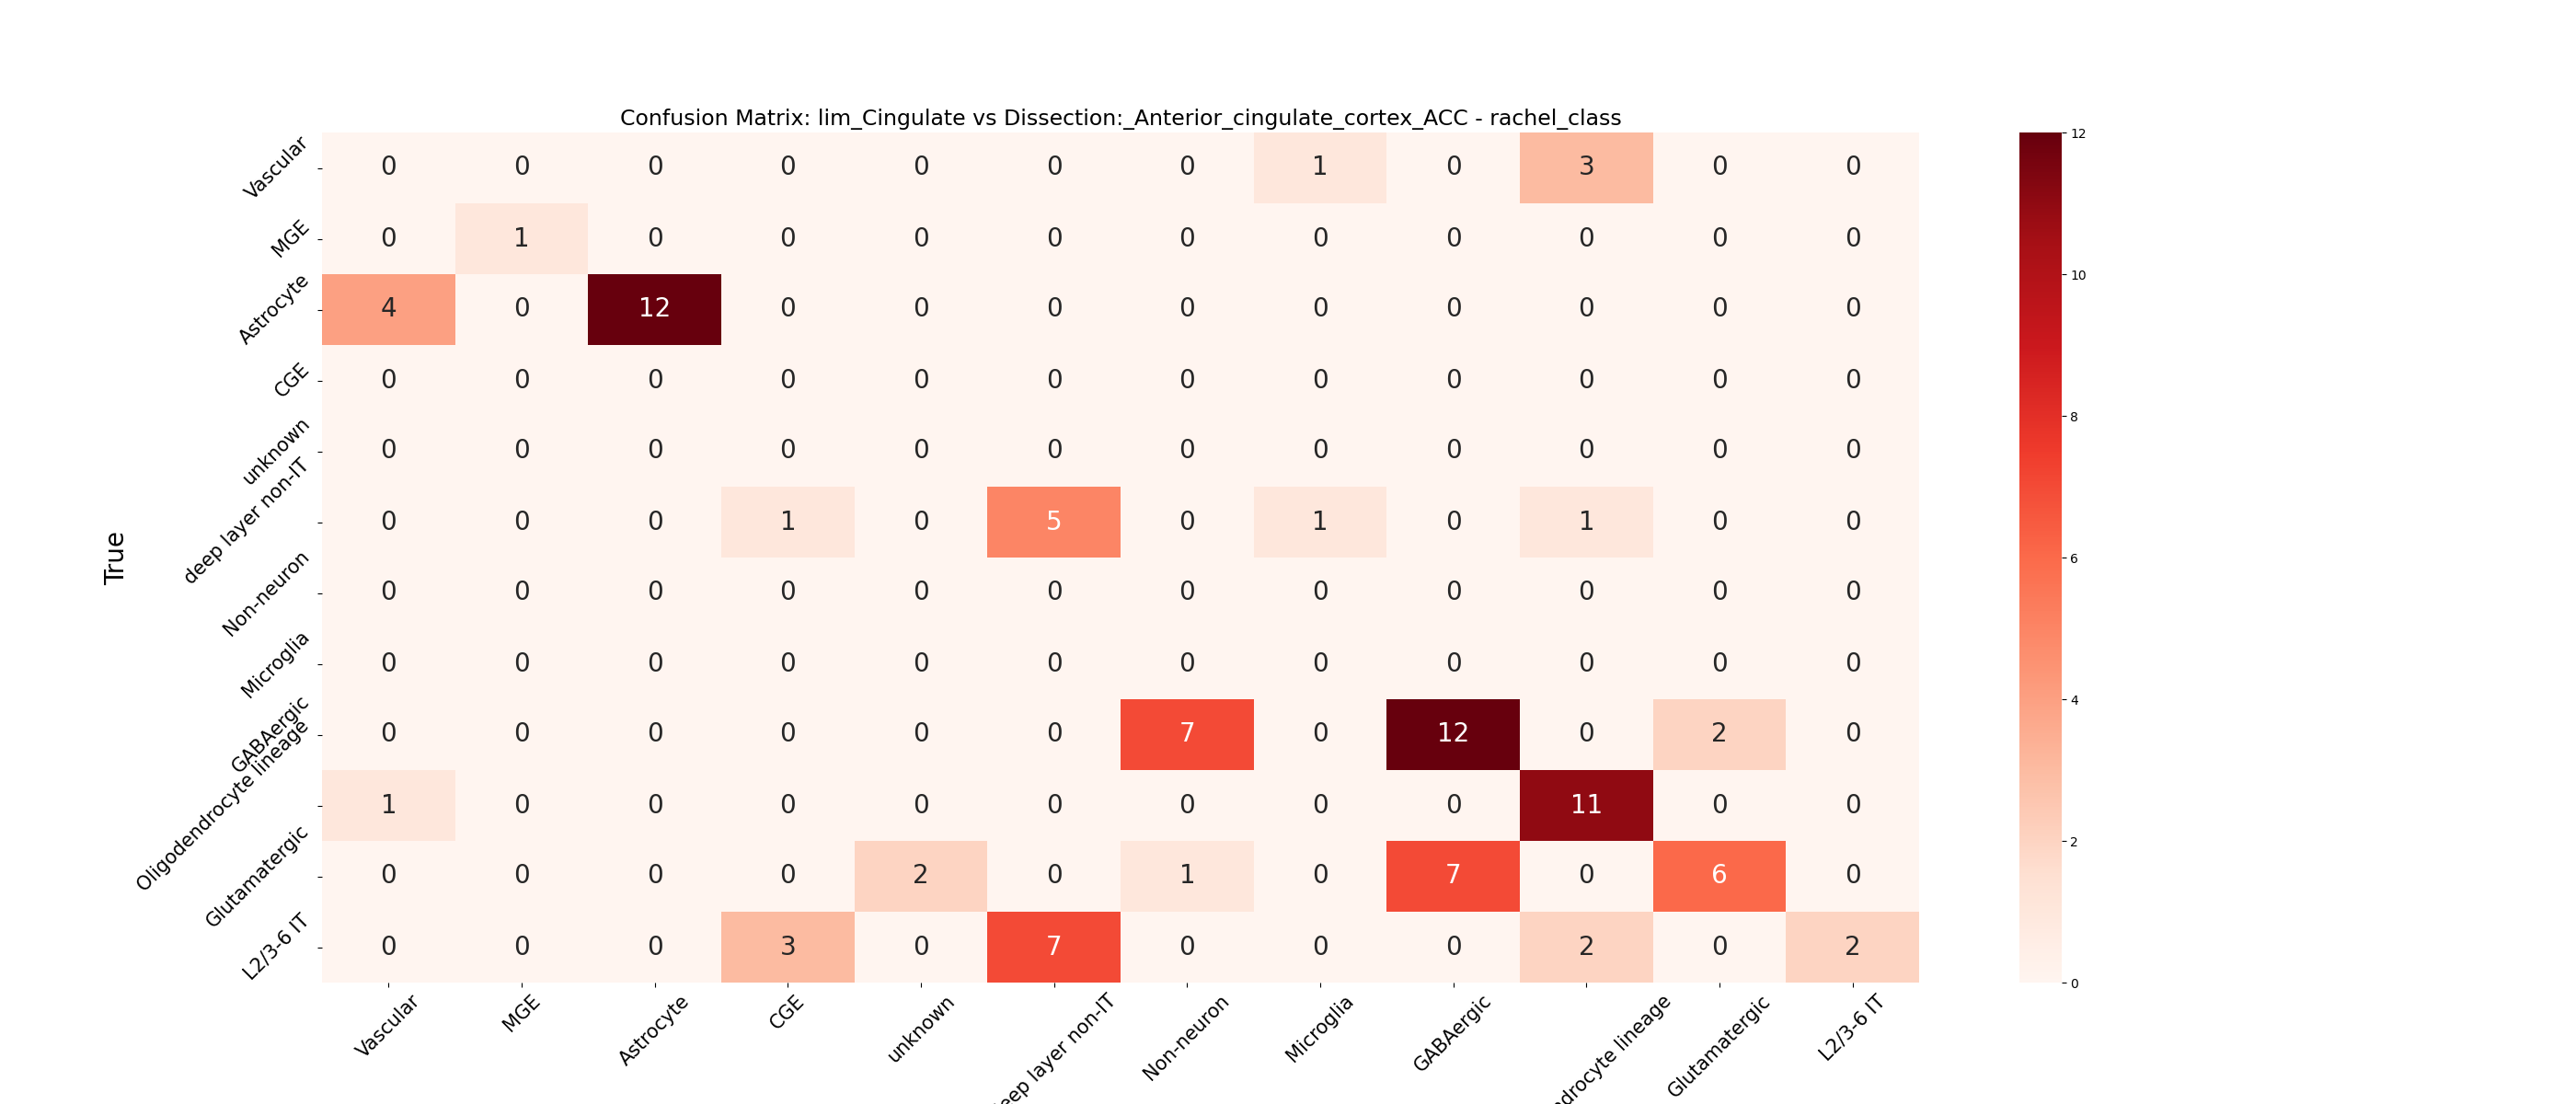 Confusion Matrix: lim_Cingulate vs Dissection:_Anterior_cingulate_cortex_ACC - rachel_class
True
Vascular 0 0 0 0 0 0 0 1 0 3 0 0
MGE 0 1 0 0 0 0 0 0 0 0 0 0
Astrocyte 4 0 12 0 0 0 0 0 0 0 0 0
CGE 0 0 0 0 0 0 0 0 0 0 0 0
unknown 0 0 0 0 0 0 0 0 0 0 0 0
deep layer non-IT 0 0 0 1 0 5 0 1 0 1 0 0
Non-neuron 0 0 0 0 0 0 0 0 0 0 0 0
Microglia 0 0 0 0 0 0 0 0 0 0 0 0
GABAergic 0 0 0 0 0 0 7 0 12 0 2 0
Oligodendrocyte lineage 1 0 0 0 0 0 0 0 0 11 0 0
Glutamatergic 0 0 0 0 2 0 1 0 7 0 6 0
L2/3-6 IT 0 0 0 3 0 7 0 0 0 2 0 2
Vascular MGE Astrocyte CGE unknown eep layer non-IT Non-neuron Microglia GABAergic ndrocyte lineage Glutamatergic L2/3-6 IT
12
10
8
6
4
2
0